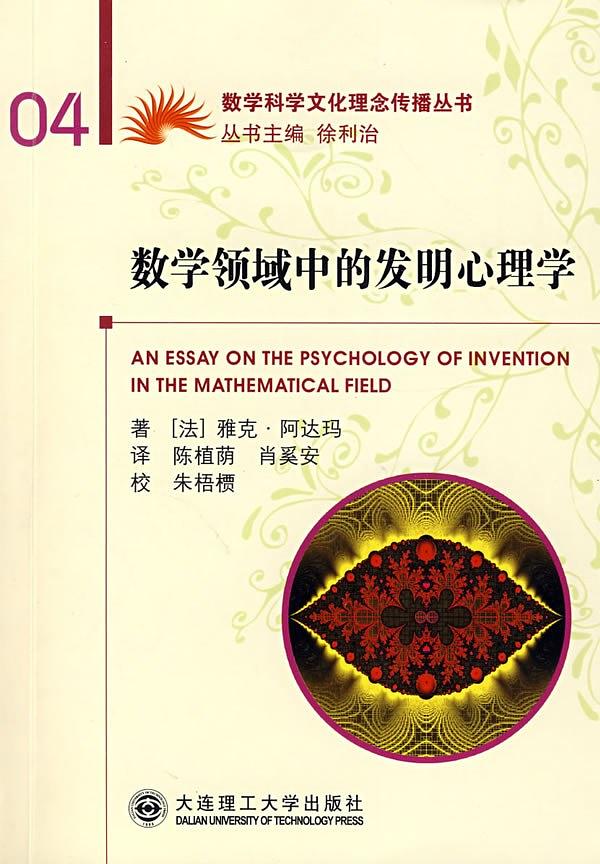 04
数学科学文化理念传播丛书
丛书主编 徐利治
数学领域中的发明心理学
AN ESSAY ON THE PSYCHOLOGY OF INVENTION
IN THE MATHEMATICAL FIELD
著 [法] 雅克·阿达玛
译 陈植荫 肖奚安
校 朱梧槚
大连理工大学出版社
DALIAN UNIVERSITY OF TECHNOLOGY PRESS